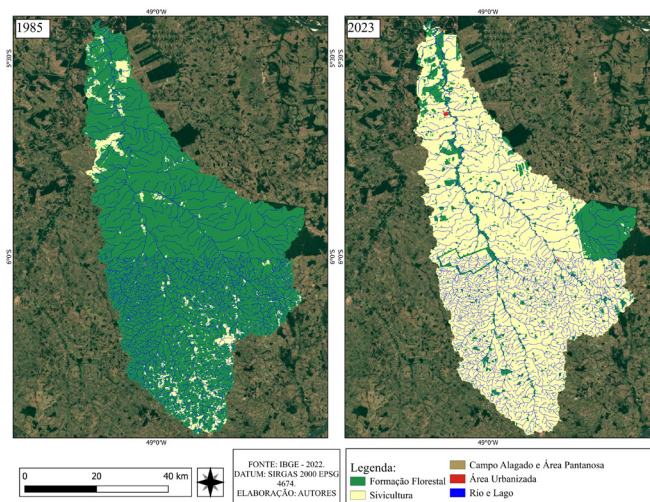 49°0'W
49°0'W
1985
2023
5°30'S
5°30'S
6°0'S
6°0'S
49°0'W
49°0'W
0 20 40 km
FONTE: IBGE - 2022.
DATUM: SIRGAS 2000 EPSG
4674.
ELABORAÇÃO: AUTORES
Legenda:
Formação Florestal
Sivicultura
Campo Alagado e Área Pantanosa
Área Urbanizada
Rio e Lago